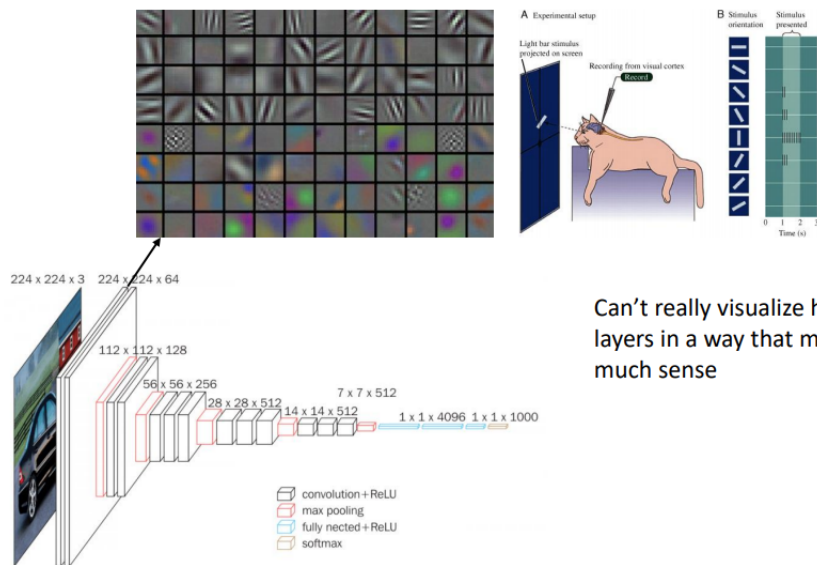 A Experimental setup
Light bar stimulus
projected on screen
Recording from visual cortex
Record
B Stimulus
orientation
Stimulus
presented
0 1 2 3
Time (s)
224 x 224 x 3
224 x 224 x 64
112 x 112 x 128
56 x 56 x 256
28 x 28 x 512
14 x 14 x 512
7 x 7 x 512
1 x 1 x 4096
1 x 1 x 1000
convolution+ReLU
max pooling
fully nected+ReLU
softmax
Can't really visualize
layers in a way that
much sense